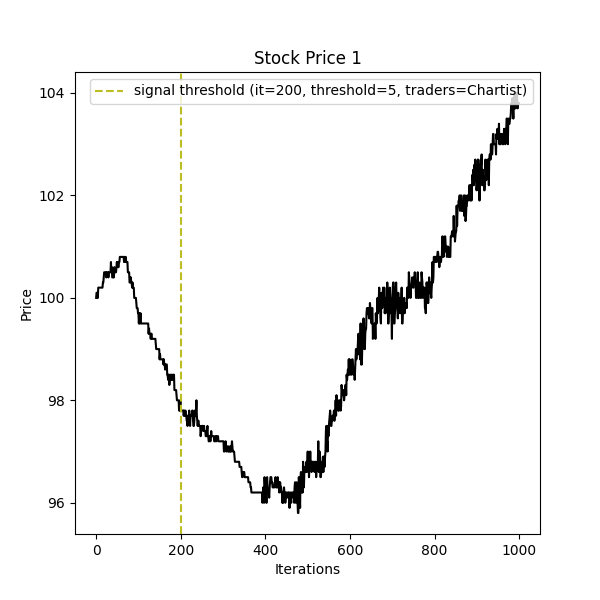 Stock Price 1
signal threshold (it=200, threshold=5, traders=Chartist)
104
102
100
98
96
Price
0 200 400 600 800 1000
Iterations